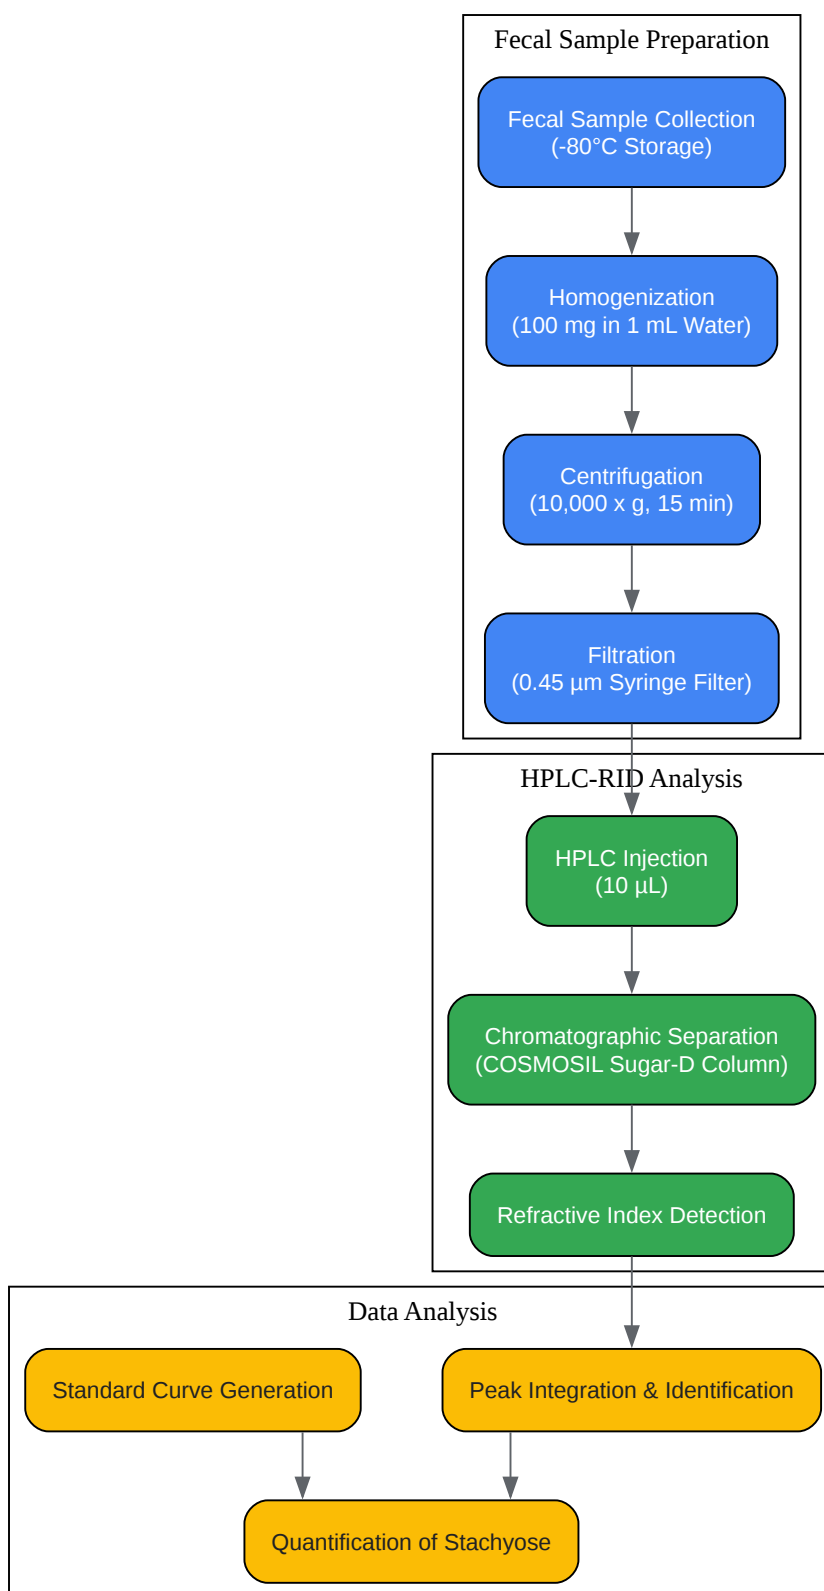 Fecal Sample Preparation
Fecal Sample Collection
(-80°C Storage)
Homogenization
(100 mg in 1 mL Water)
Centrifugation
(10,000 x g, 15 min)
Filtration
(0.45 µm Syringe Filter)
HPLC-RID Analysis
HPLC Injection
(10 µL)
Chromatographic Separation
(COSMOSIL Sugar-D Column)
Refractive Index Detection
Data Analysis
Standard Curve Generation
Peak Integration & Identification
Quantification of Stachyose